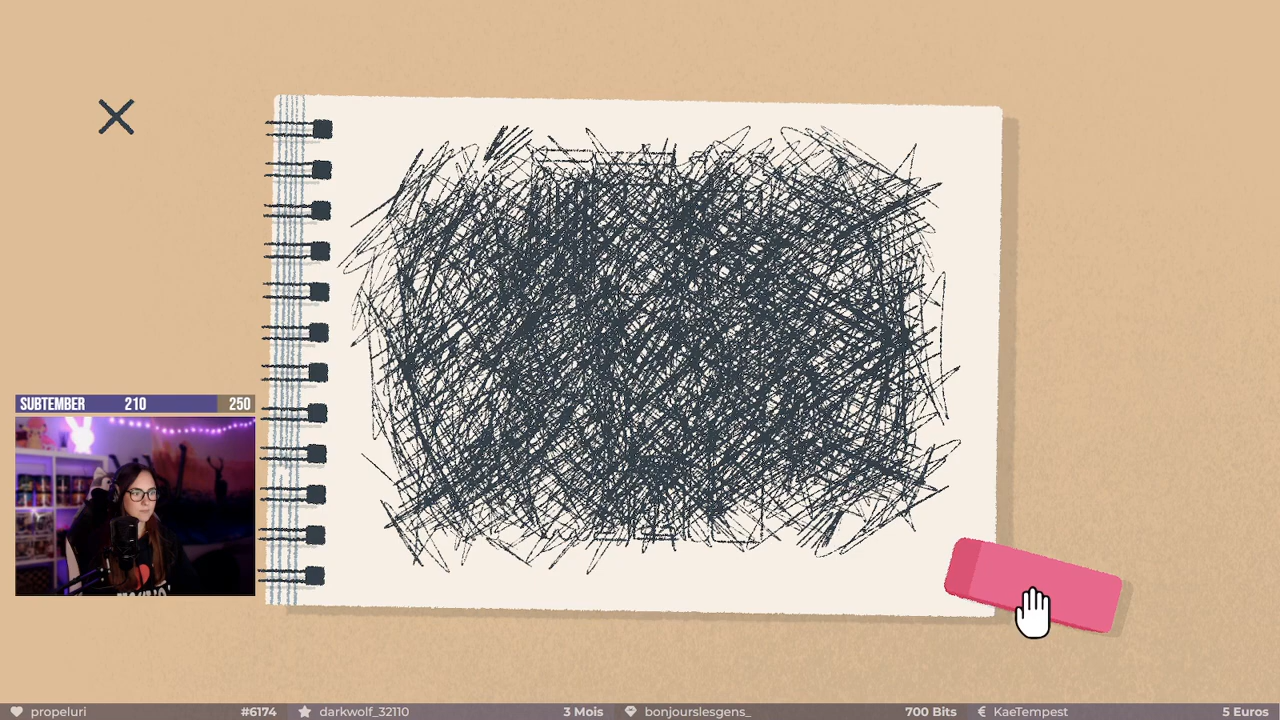 SUBTEMBER 210 250
propeluri #6174 darkwolf_32110 3 Mois bonjourslesgens_ 700 Bits KaeTempest 5 Euros